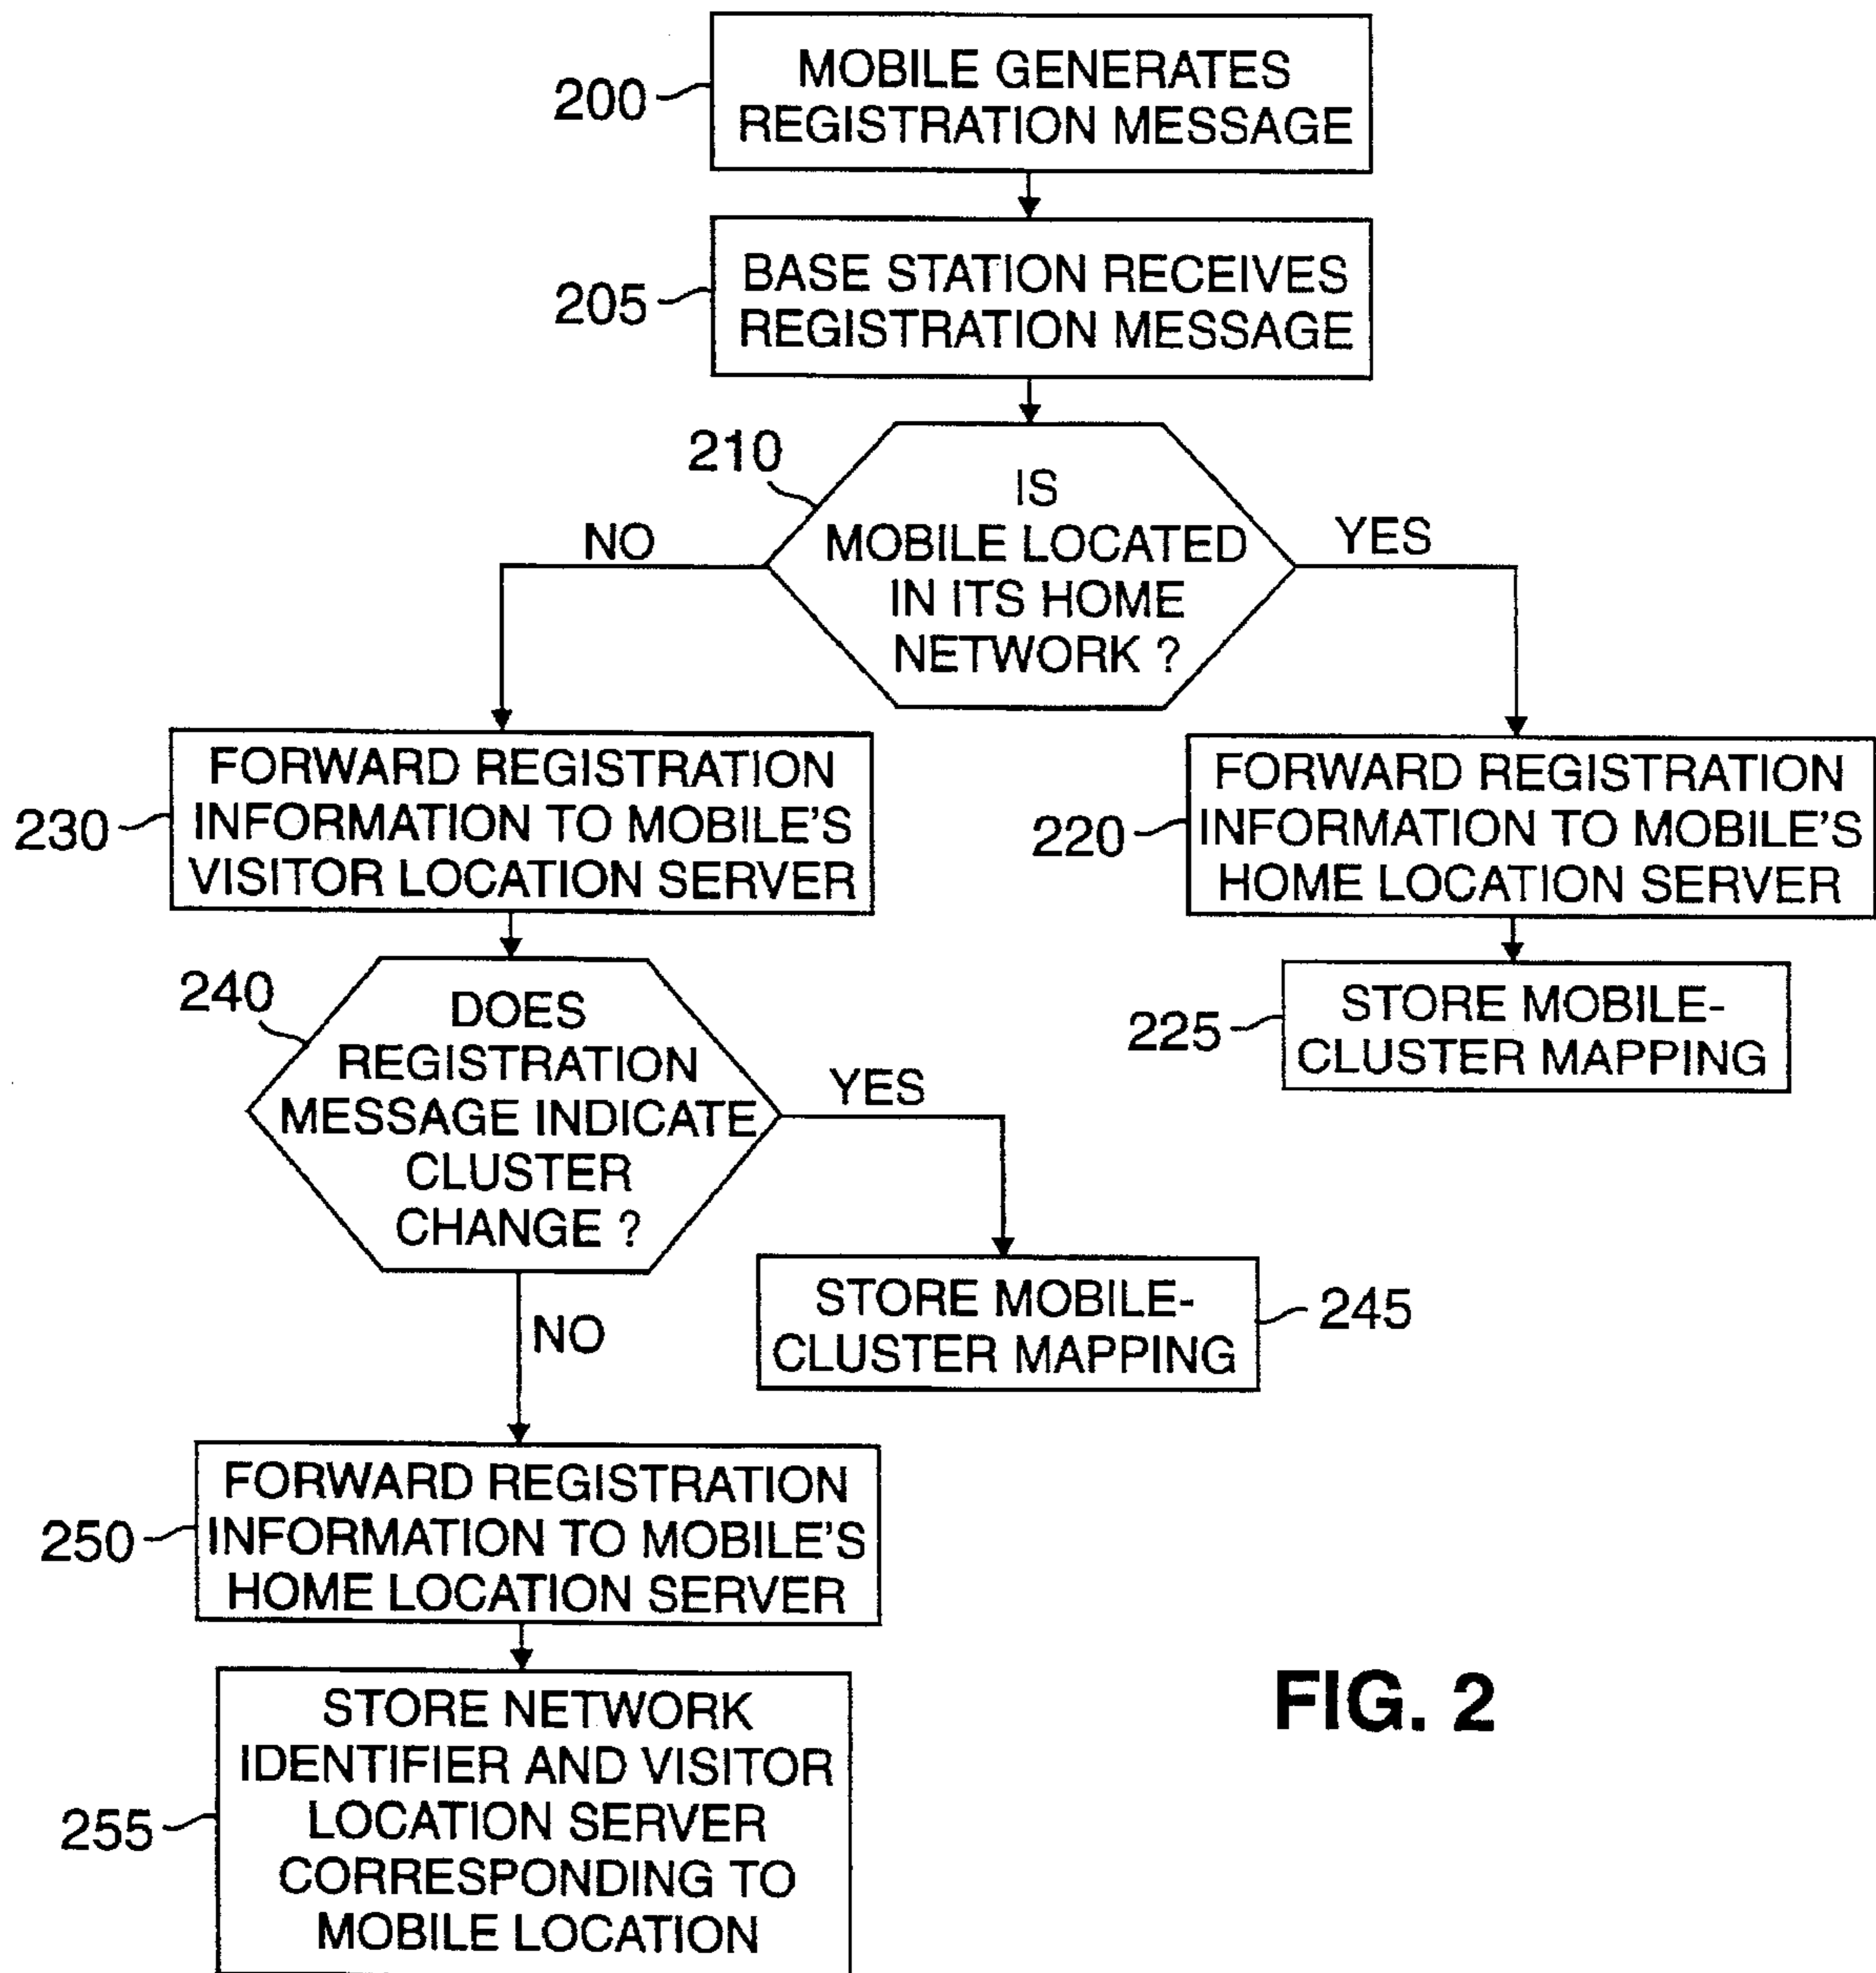 200
MOBILE GENERATES
REGISTRATION MESSAGE
205
BASE STATION RECEIVES
REGISTRATION MESSAGE
210
IS
MOBILE LOCATED
IN ITS HOME
NETWORK ?
NO
YES
230
FORWARD REGISTRATION
INFORMATION TO MOBILE'S
VISITOR LOCATION SERVER
220
FORWARD REGISTRATION
INFORMATION TO MOBILE'S
HOME LOCATION SERVER
225
STORE MOBILE-
CLUSTER MAPPING
240
DOES
REGISTRATION
MESSAGE INDICATE
CLUSTER
CHANGE ?
YES
NO
STORE MOBILE-
CLUSTER MAPPING
245
250
FORWARD REGISTRATION
INFORMATION TO MOBILE'S
HOME LOCATION SERVER
255
STORE NETWORK
IDENTIFIER AND VISITOR
LOCATION SERVER
CORRESPONDING TO
MOBILE LOCATION
FIG. 2